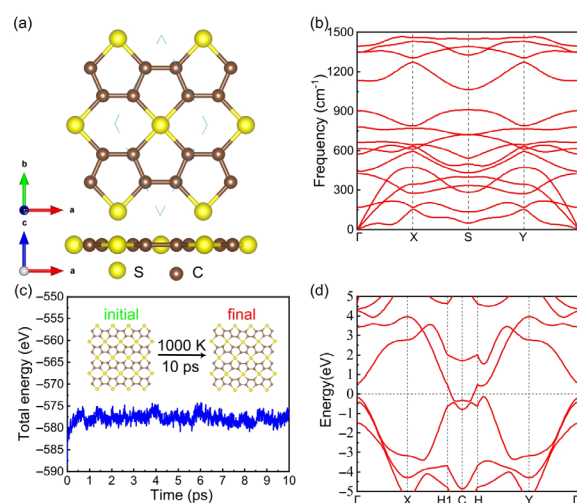 (a)
b
a
c
a
S
C
(b)
Frequency (cm⁻¹)
1500
1200
900
600
300
0
Γ X S Y
(c)
Total energy (eV)
−550
−555
−560
−565
−570
−575
−580
−585
−590
initial
final
1000 K
10 ps
0 1 2 3 4 5 6 7 8 9 10
Time (ps)
(d)
Energy(eV)
5
4
3
2
1
0
−1
−2
−3
−4
−5
Γ X H1 C H Y Γ